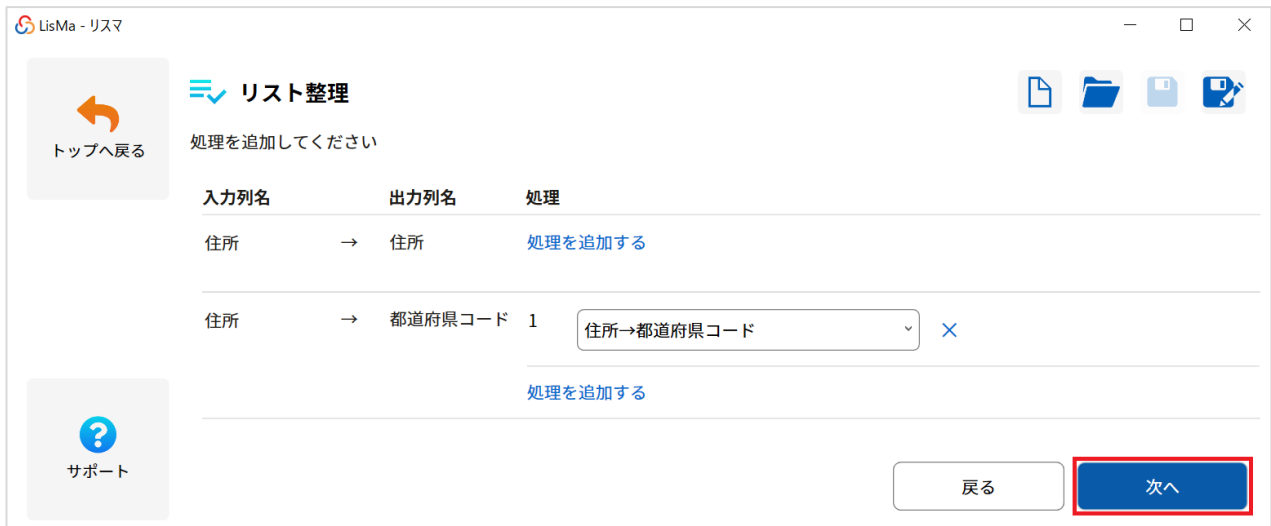 LisMa - リスマ
トップへ戻る
リスト整理
処理を追加してください
入力列名 出力列名 処理
住所 → 住所 処理を追加する
住所 → 都道府県コード 1 住所→都道府県コード
処理を追加する
サポート
戻る 次へ